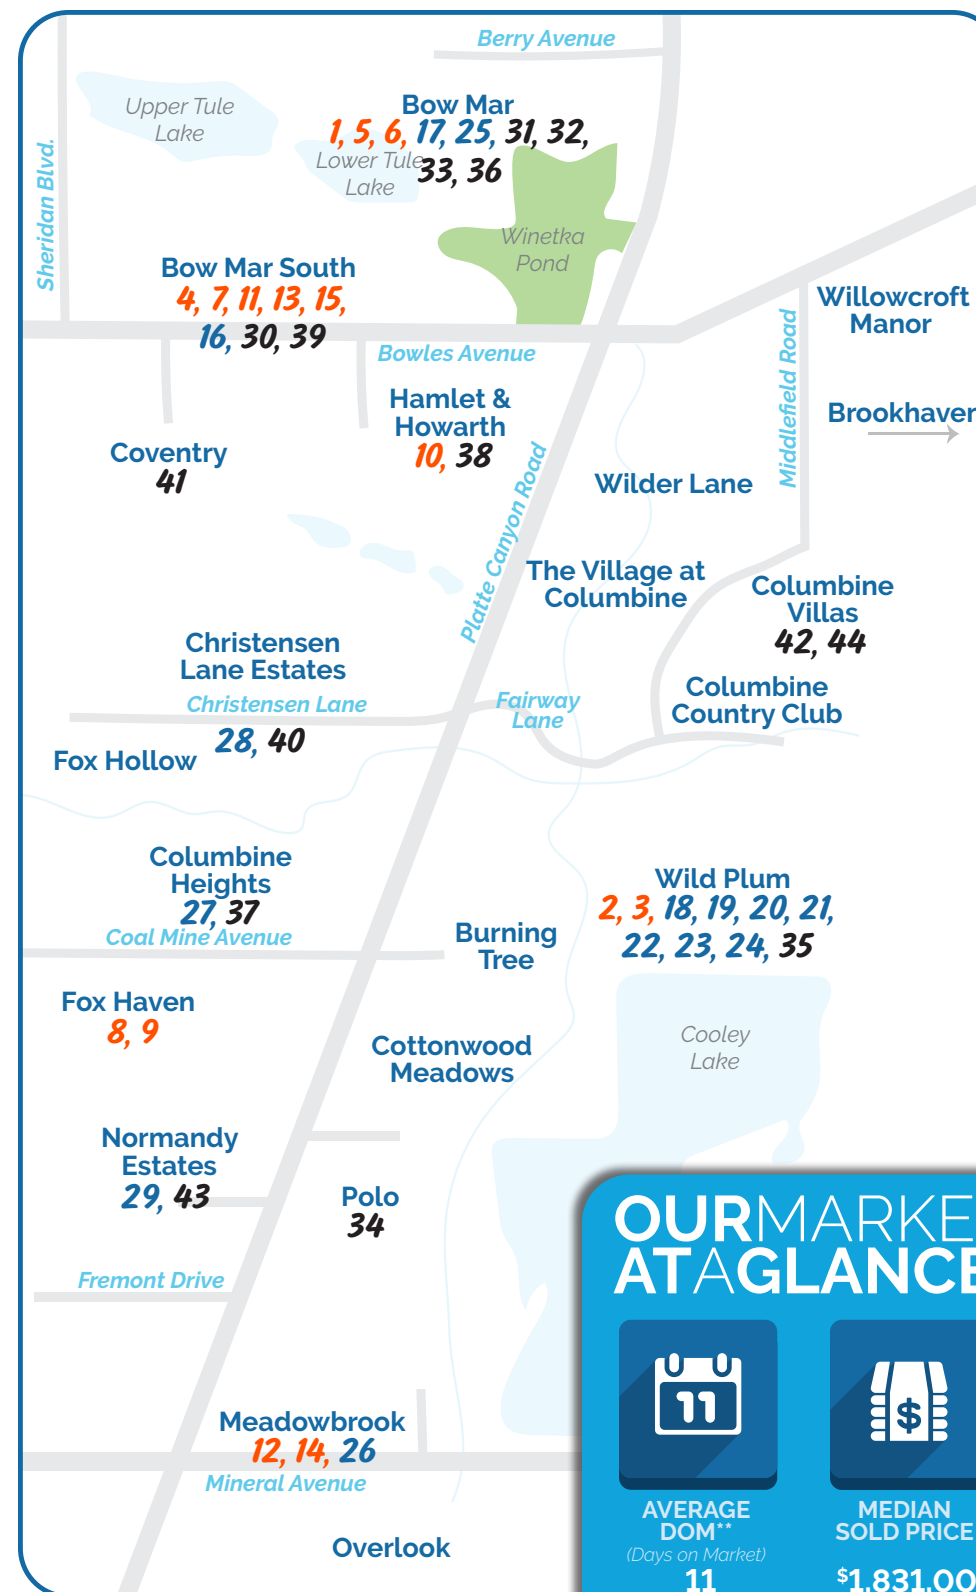 Berry Avenue
Upper Tule
Lake
Bow Mar
1, 5, 6, 17, 25, 31, 32,
33, 36
Lower Tule
Lake
Sheridan Blvd.
Winetka
Pond
Bow Mar South
4, 7, 11, 13, 15,
16, 30, 39
Willowcroft
Manor
Bowles Avenue
Middlefield Road
Hamlet &
Howarth
10, 38
Brookhaven
Coventry
41
Platte Canyon Road
Wilder Lane
The Village at
Columbine
Columbine
Villas
42, 44
Christensen
Lane Estates
Christensen Lane
28, 40
Fairway
Lane
Columbine
Country Club
Fox Hollow
Columbine
Heights
27, 37
Coal Mine Avenue
Wild Plum
2, 3, 18, 19, 20, 21,
22, 23, 24, 35
Burning
Tree
Fox Haven
8, 9
Cottonwood
Meadows
Cooley
Lake
Normandy
Estates
29, 43
Polo
34
Fremont Drive
Meadowbrook
12, 14, 26
Mineral Avenue
Overlook
OURMARKE
ATAGLANCE
11
$
AVERAGE
DOM**
(Days on Market)
11
MEDIAN
SOLD PRICE
$1,831,00